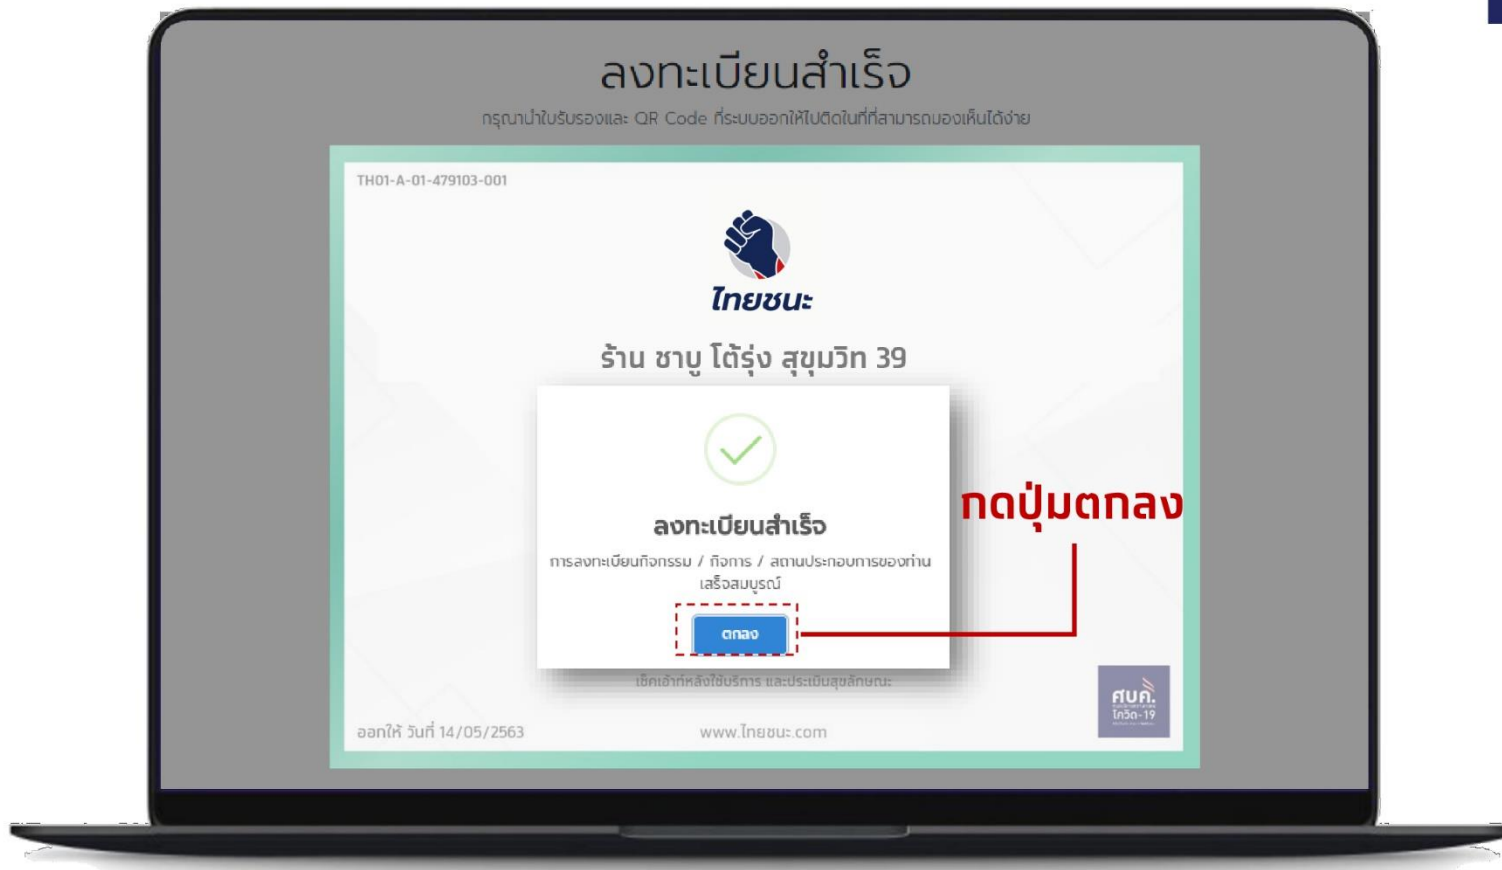 ลงทะเบียนสำเร็จ
กรุณานำใบรับรองและ QR Code ที่ระบบออกให้ไปติดในที่ที่สามารถมองเห็นได้ง่าย
TH01-A-01-479103-001
ไทยชนะ
ร้าน ชาบู โต้รุ่ง สุขุมวิท 39
ลงทะเบียนสำเร็จ
การลงทะเบียนกิจกรรม / กิจการ / สถานประกอบการของท่าน
เสร็จสมบูรณ์
ตกลง
กดปุ่มตกลง
เช็คเอ้าท์หลังใช้บริการ และประเมินสุขลักษณะ
ศบค.
โควิด-19
ออกให้ วันที่ 14/05/2563
www.ไทยชนะ.com